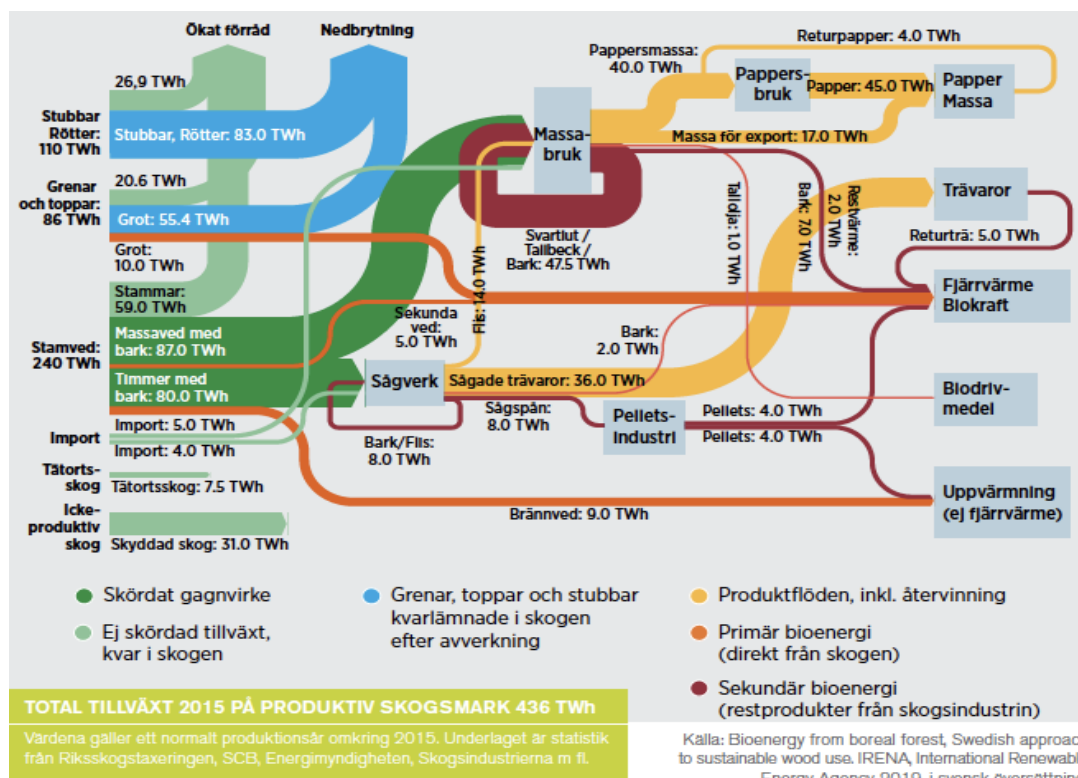 Ökat förråd
Nedbrytning
26,9 TWh
Stubbar
Rötter:
110 TWh
Stubbar, Rötter: 83.0 TWh
20.6 TWh
Grenar
och toppar:
86 TWh
Grot: 55.4 TWh
Grot:
10.0 TWh
Stammar:
59.0 TWh
Stamved:
240 TWh
Massaved med
bark: 87.0 TWh
Timmer med
bark: 80.0 TWh
Import
Import: 5.0 TWh
Import: 4.0 TWh
Tätorts-
skog
Tätortsskog: 7.5 TWh
Icke-
produktiv
skog
Skyddad skog: 31.0 TWh
Pappersmassa:
40.0 TWh
Returpapper: 4.0 TWh
Pappers-
bruk
Papper: 45.0 TWh
Papper
Massa
Massa-
bruk
Massa för export: 17.0 TWh
Svartlut /
Tallbeck /
Bark: 47.5 TWh
Flis: 14.0 TWh
Talloja: 1.0 TWh
Bark: 7.0 TWh
Restvärme:
2.0 TWh
Trävaror
Returträ: 5.0 TWh
Fjärrvärme
Blokraft
Sekunda
ved:
5.0 TWh
Bark:
2.0 TWh
Sågverk
Sågade trävaror: 36.0 TWh
Sågspån:
8.0 TWh
Bark/Flis:
8.0 TWh
Pellets-
industri
Pellets: 4.0 TWh
Pellets: 4.0 TWh
Biodriv-
medel
Brännved: 9.0 TWh
Uppvärmning
(ej fjärrvärme)
Skördat gagnvirke
Ej skördad tillväxt,
kvar i skogen
Grenar, toppar och stubbar
kvarlämnade i skogen
efter avverkning
Produktflöden, inkl. återvinning
Primär bioenergi
(direkt från skogen)
Sekundär bioenergi
(restprodukter från skogsindustrin)
TOTAL TILLVÄXT 2015 PÅ PRODUKTIV SKOGSMARK 436 TWh
Värdena gäller ett normalt produktionsår omkring 2015. Underlaget är statistik
från Riksskogstaxeringen, SCB, Energimyndigheten, Skogsindustrierna m fl.
Källa: Bioenergy from boreal forest, Swedish approac
to sustainable wood use. IRENA, International Renewabl
Energy Agency 2019, i svensk översättning